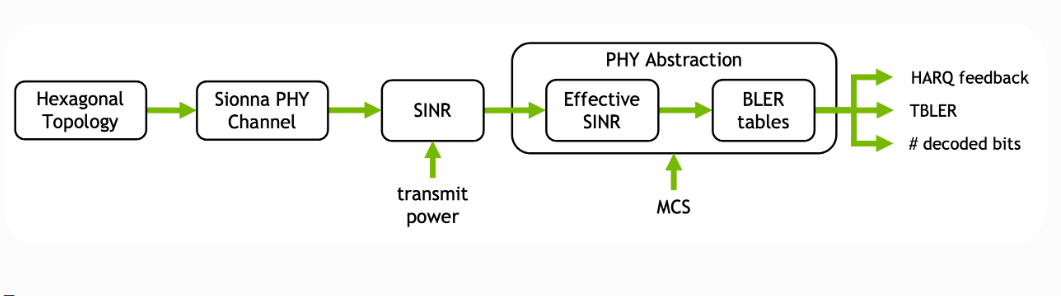 PHY Abstraction
Hexagonal
Topology
Sionna PHY
Channel
SINR
Effective
SINR
BLER
tables
HARQ feedback
TBLER
# decoded bits
transmit
power
MCS